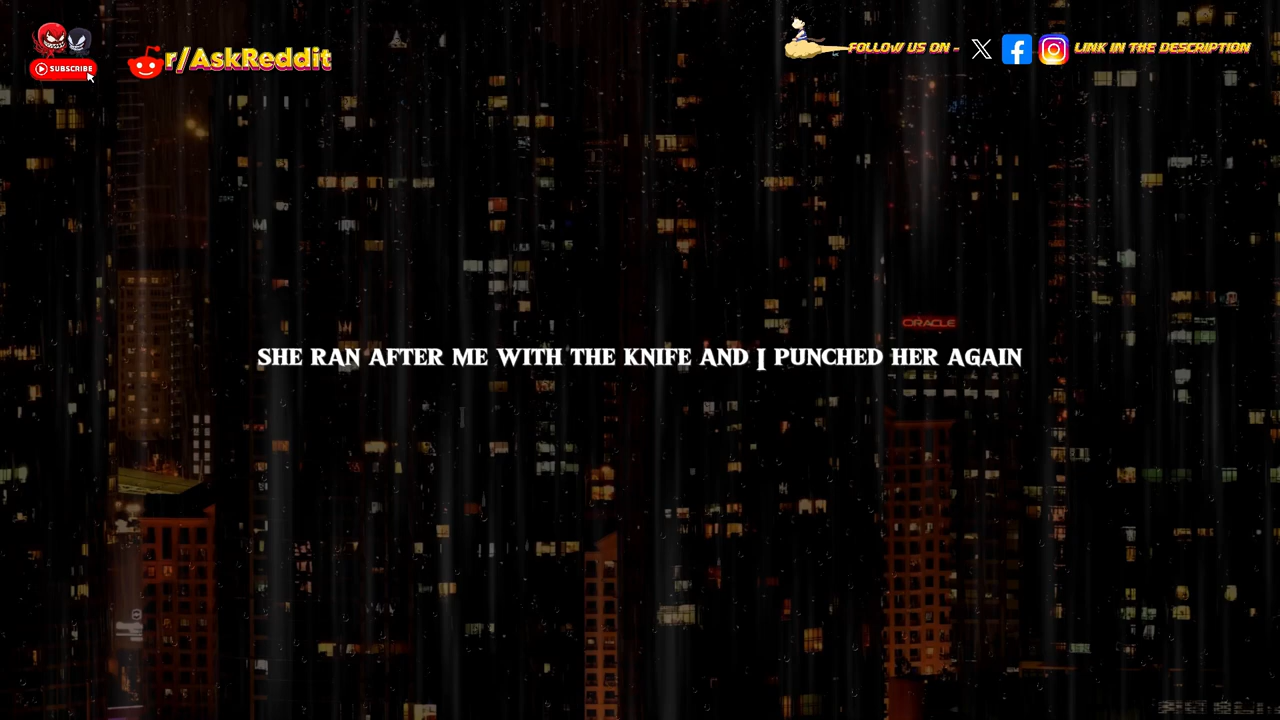 SUBSCRIBE
r/AskReddit
FOLLOW US ON -
LINK IN THE DESCRIPTION
ORACLE
SHE RAN AFTER ME WITH THE KNIFE AND I PUNCHED HER AGAIN